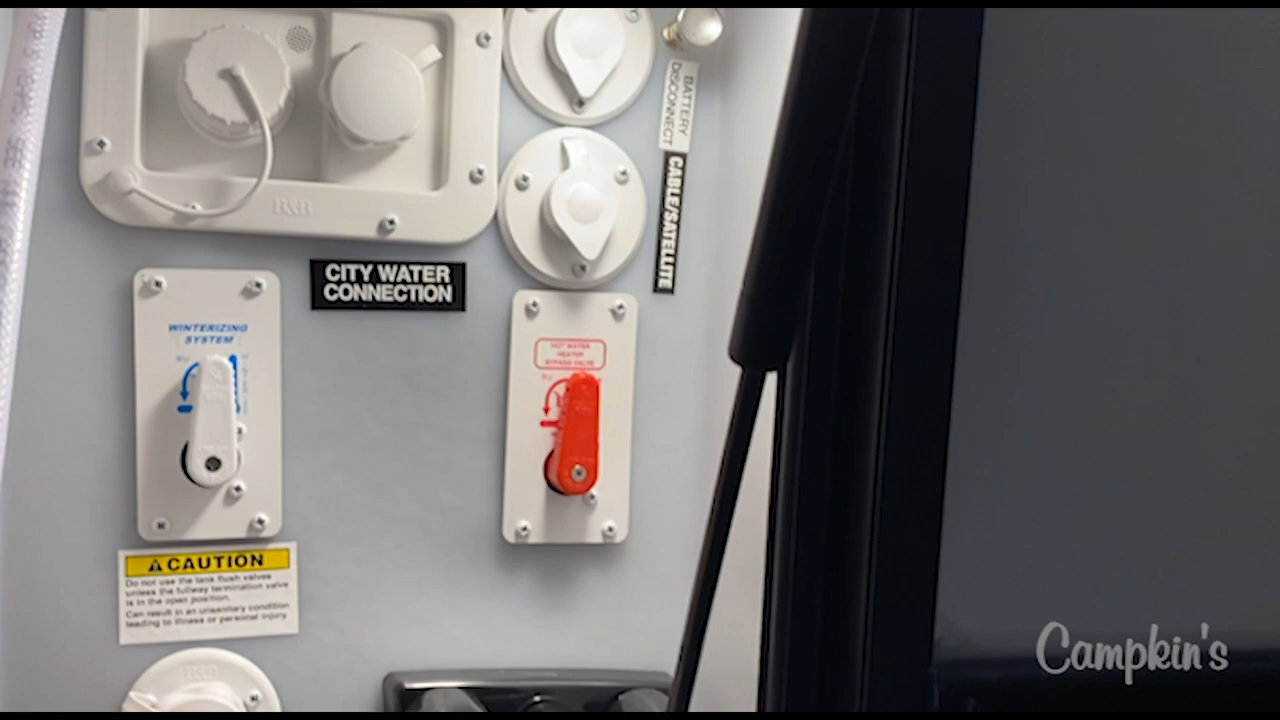 BATTERY
DISCONNECT
CABLE/SATELLITE
B&B
CITY WATER
CONNECTION
WINTERIZING
SYSTEM
HOT WATER
HEATER
BYPASS VALVE
CAUTION
Do not use the tank flush valves
unless the fullway termination valve
is in the open position.
Can result in an unsanitary condition
leading to illness or personal injury.
Campkin's